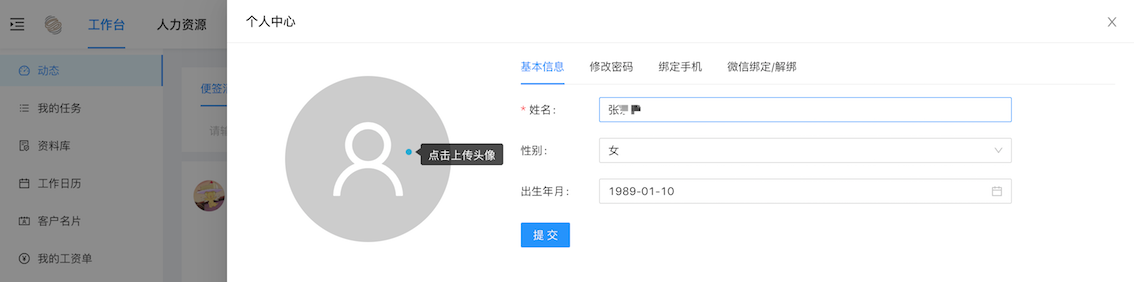 工作台
人力资源
动态
我的任务
资料库
工作日历
客户名片
我的工资单
便签
个人中心
点击上传头像
基本信息
修改密码
绑定手机
微信绑定/解绑
* 姓名：
张
性别：
女
出生年月：
1989-01-10
提 交